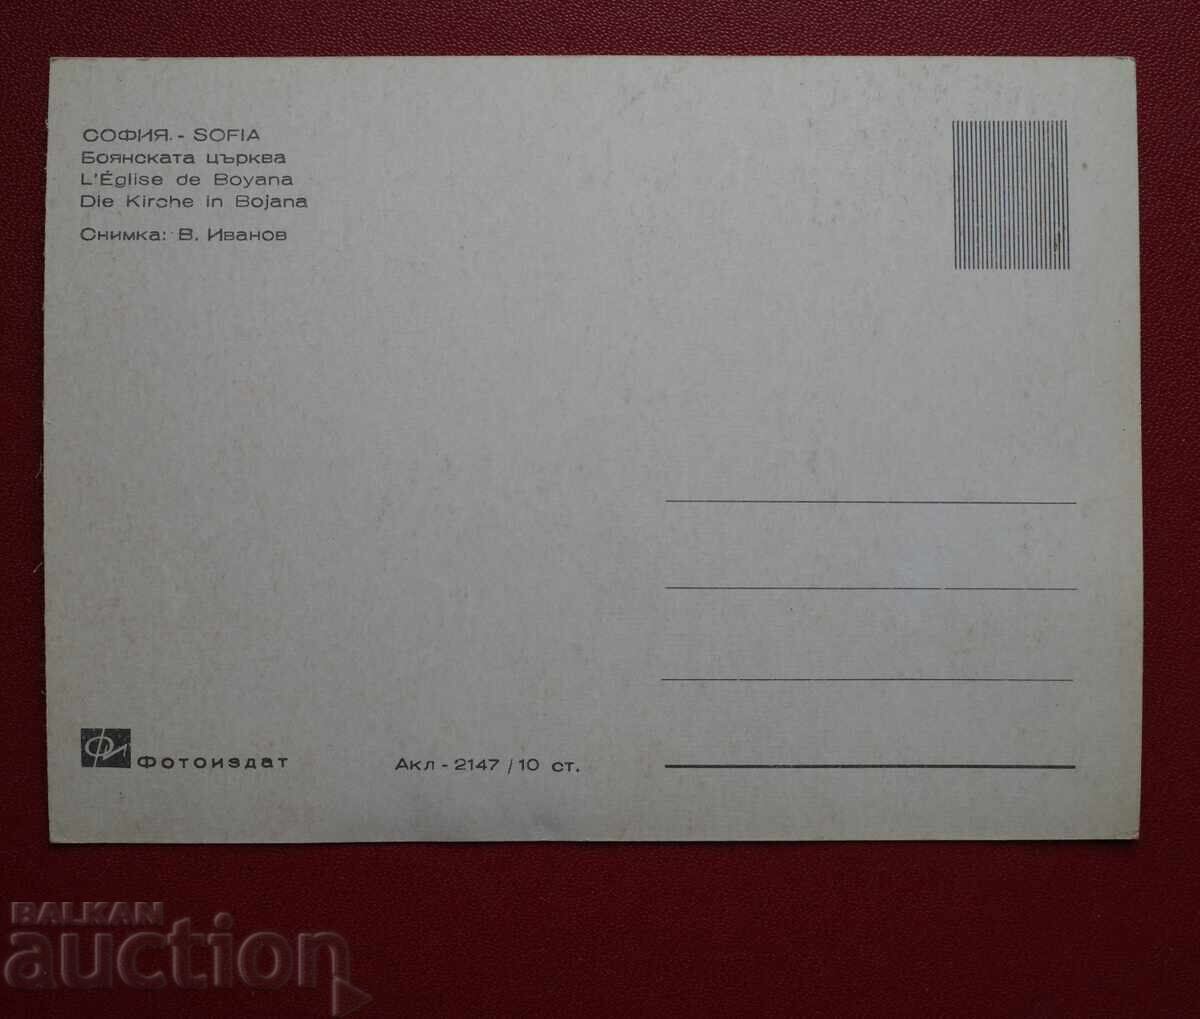 СОФИЯ. - SOFIA
Боянската църква
L'Église de Boyana
Die Kirche in Bojana
Снимка: В. Иванов
ФИ Фотоиздат
Акл - 2147 / 10 ст.
BALKAN
auction